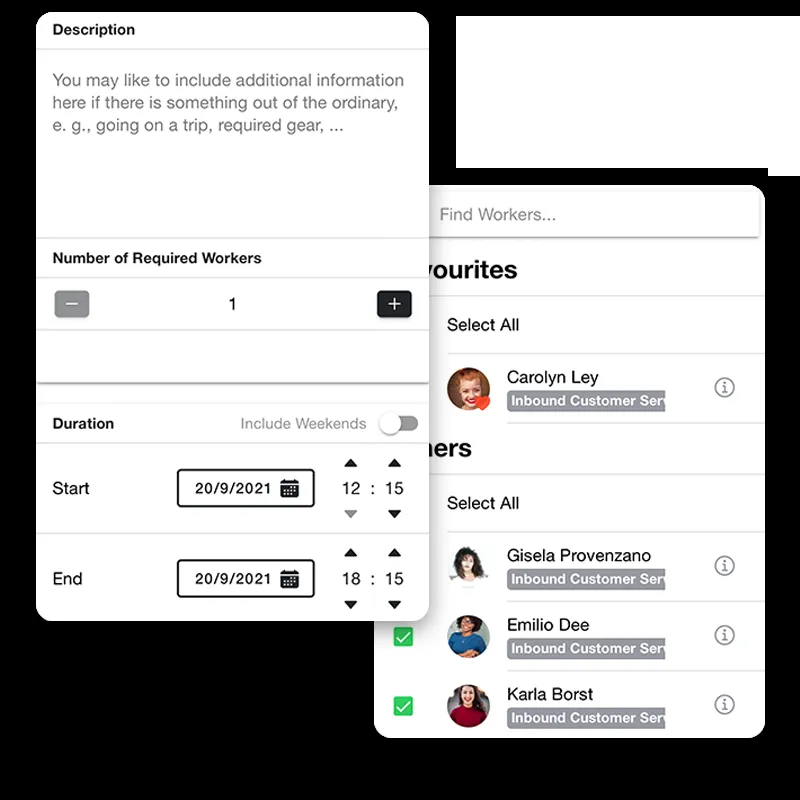 Description
You may like to include additional information
here if there is something out of the ordinary,
e. g., going on a trip, required gear, ...
Number of Required Workers
1
Duration
Include Weekends
Start
20/9/2021
12 : 15
End
20/9/2021
18 : 15
Find Workers...
vourites
Select All
Carolyn Ley
Inbound Customer Serv
ners
Select All
Gisela Provenzano
Inbound Customer Serv
Emilio Dee
Inbound Customer Serv
Karla Borst
Inbound Customer Serv